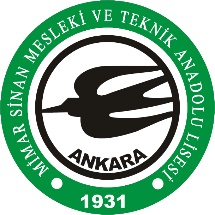 MİMAR SİNAN MESLEKİ VE TEKNİK ANADOLU LİSESİ
ANKARA
1931